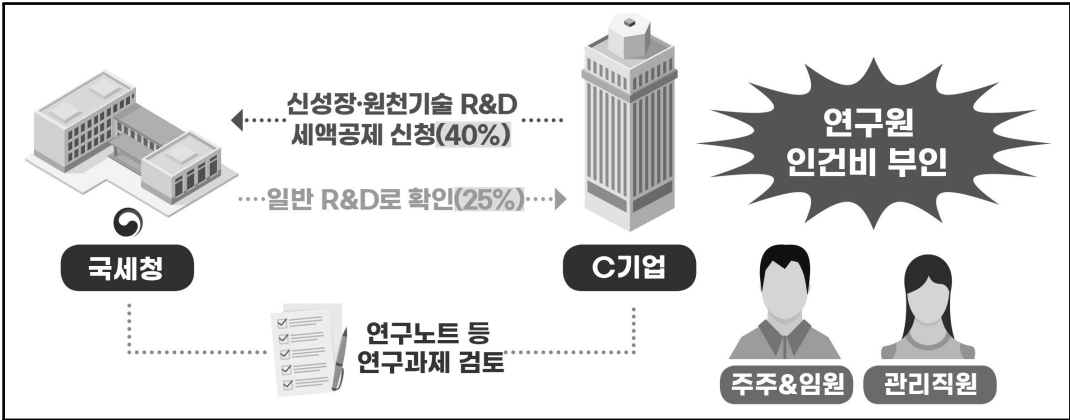 신성장·원천기술 R&D
세액공제 신청(40%)
일반 R&D로 확인(25%)
국세청
C기업
연구노트 등
연구과제 검토
연구원
인건비 부인
주주&임원
관리직원